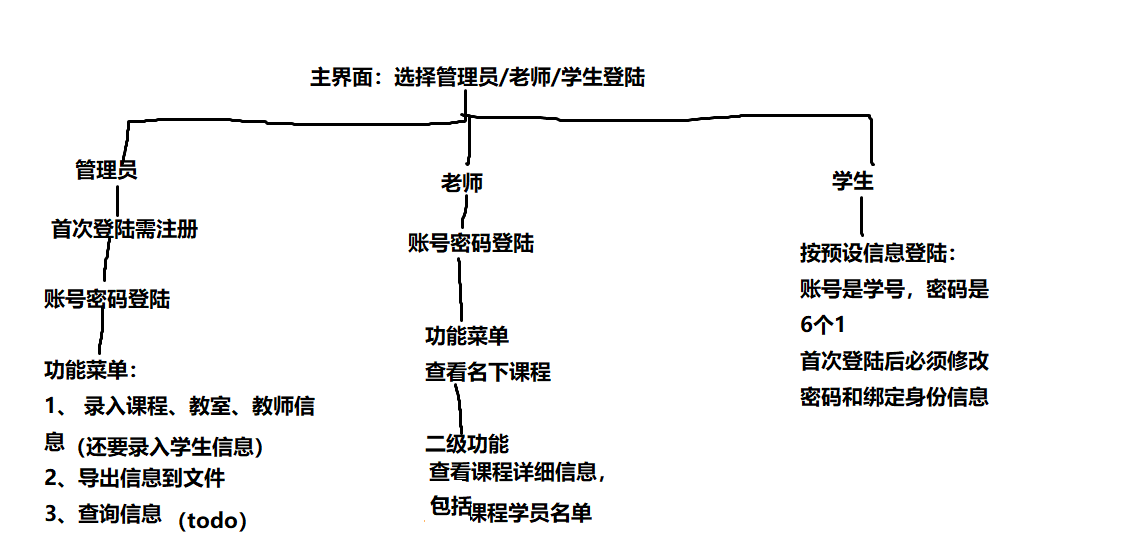 主界面：选择管理员/老师/学生登陆
管理员
首次登陆需注册
账号密码登陆
功能菜单：
1、 录入课程、教室、教师信
息（还要录入学生信息）
2、导出信息到文件
3、查询信息（todo）
老师
账号密码登陆
功能菜单
查看名下课程
二级功能
查看课程详细信息，
包括课程学员名单
学生
按预设信息登陆：
账号是学号，密码是
6个1
首次登陆后必须修改
密码和绑定身份信息